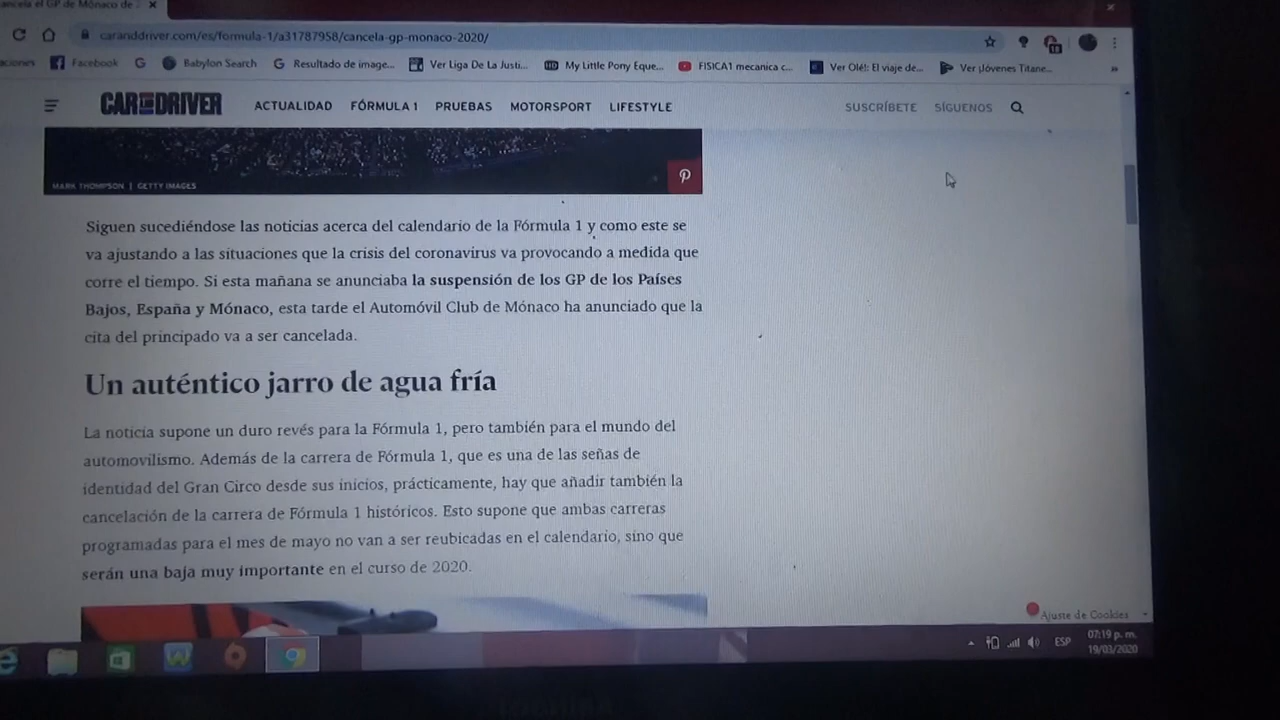 ancela el GP de Mónaco de
caranddriver.com/es/formula-1/a31787958/cancela-gp-monaco-2020/
18
aciones Facebook Babylon Search Resultado de image... Ver Liga De La Justi... My Little Pony Eque... FISICA1 mecanica c... Ver Olé!: El viaje de... Ver ¡Jóvenes Titane...
CAR AND DRIVER ACTUALIDAD FÓRMULA 1 PRUEBAS MOTORSPORT LIFESTYLE SUSCRÍBETE SÍGUENOS
MARK THOMPSON | GETTY IMAGES
Siguen sucediéndose las noticias acerca del calendario de la Fórmula 1 y como este se
va ajustando a las situaciones que la crisis del coronavirus va provocando a medida que
corre el tiempo. Si esta mañana se anunciaba la suspensión de los GP de los Países
Bajos, España y Mónaco, esta tarde el Automóvil Club de Mónaco ha anunciado que la
cita del principado va a ser cancelada.
Un auténtico jarro de agua fría
La noticia supone un duro revés para la Fórmula 1, pero también para el mundo del
automovilismo. Además de la carrera de Fórmula 1, que es una de las señas de
identidad del Gran Circo desde sus inicios, prácticamente, hay que añadir también la
cancelación de la carrera de Fórmula 1 históricos. Esto supone que ambas carreras
programadas para el mes de mayo no van a ser reubicadas en el calendario, sino que
serán una baja muy importante en el curso de 2020.
Ajuste de Cookies
ESP
07:19 p. m.
19/03/2020